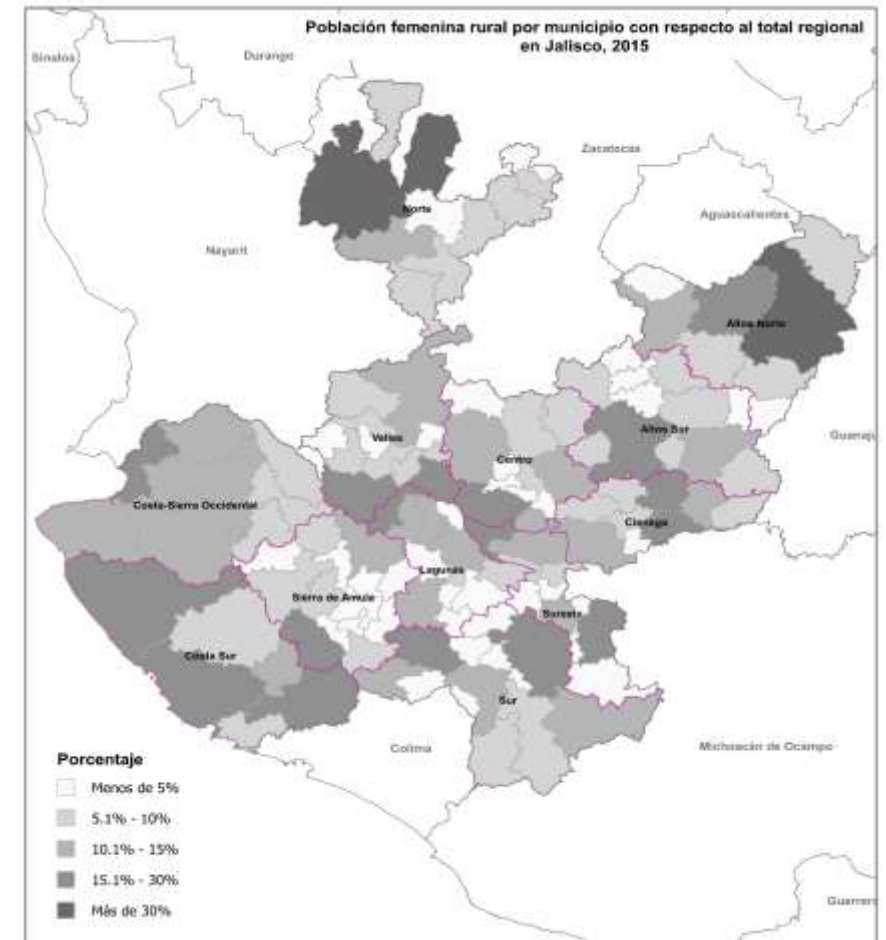 Población femenina rural por municipio con respecto al total regional
en Jalisco, 2015
Sinaloa
Durango
Zacatecas
Norte
Aguascalientes
Nayarit
Altos Norte
Valles
Altos Sur
Centro
Guanaju
Costa-Sierra Occidental
Ciénega
Lagunas
Sierra de Amula
Sureste
Costa Sur
Sur
Colima
Michoacán de Ocampo
Guerrero
Porcentaje
Menos de 5%
5.1% - 10%
10.1% - 15%
15.1% - 30%
Más de 30%